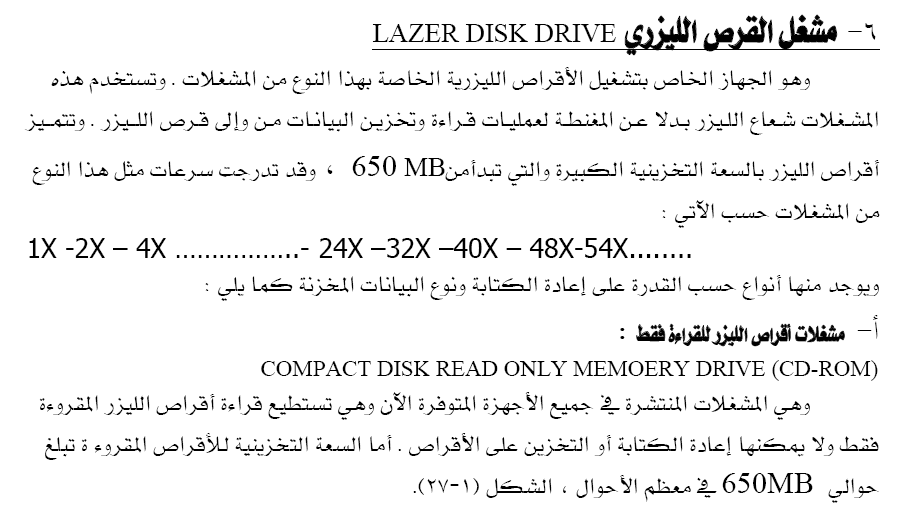 ٦- مشغل القرص الليزري LAZER DISK DRIVE
وهو الجهاز الخاص بتشغيل الأقراص الليزرية الخاصة بهذا النوع من المشغلات . وتستخدم هذه
المشغلات شعاع الليزر بدلا عن المغنطة لعمليات قراءة وتخزين البيانات من وإلى قرص الليزر . وتتميز
أقراص الليزر بالسعة التخزينية الكبيرة والتي تبدأمن650 MB ، وقد تدرجت سرعات مثل هذا النوع
من المشغلات حسب الآتي :
1X -2X – 4X .................- 24X –32X –40X – 48X-54X........
ويوجد منها أنواع حسب القدرة على إعادة الكتابة ونوع البيانات المخزنة كما يلي :
أ- مشغلات أقراص الليزر للقراءة فقط :
COMPACT DISK READ ONLY MEMOERY DRIVE (CD-ROM)
وهي المشغلات المنتشرة في جميع الأجهزة المتوفرة الآن وهي تستطيع قراءة أقراص الليزر المقروءة
فقط ولا يمكنها إعادة الكتابة أو التخزين على الأقراص . أما السعة التخزينية للأقراص المقروء ة تبلغ
حوالي 650MB في معظم الأحوال ، الشكل (١-٢٧).